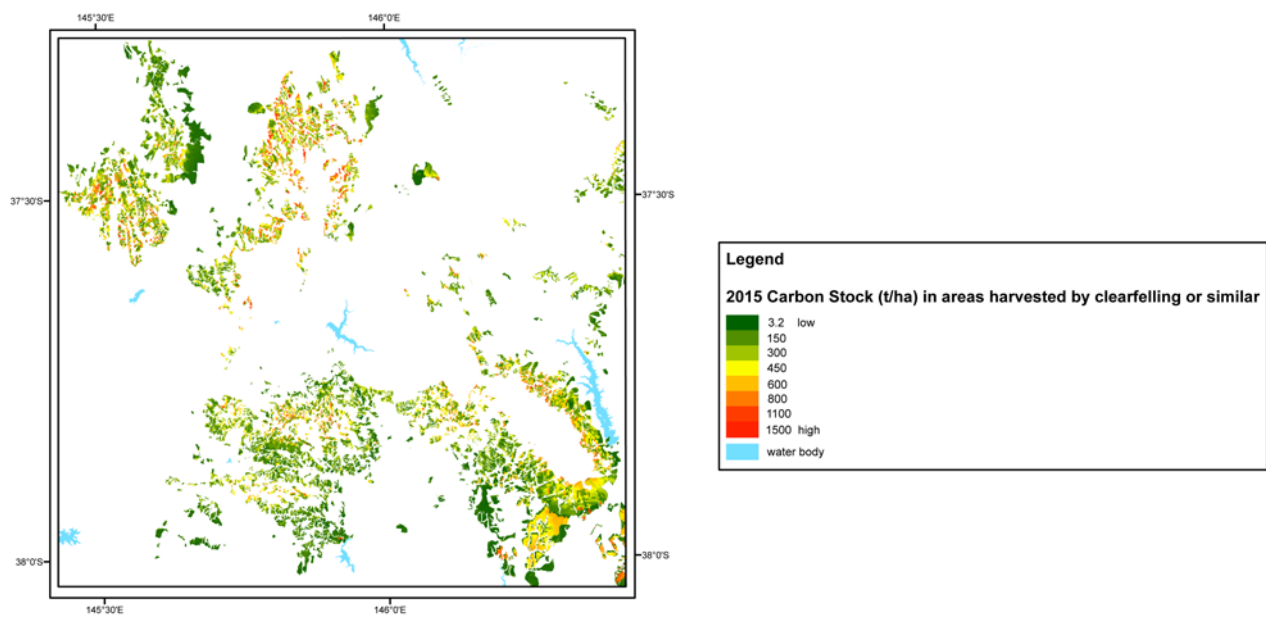 145°30'E 146°0'E
37°30'S 37°30'S
38°0'S 38°0'S
145°30'E 146°0'E
Legend
2015 Carbon Stock (t/ha) in areas harvested by clearfelling or similar
3.2 low
150
300
450
600
800
1100
1500 high
water body